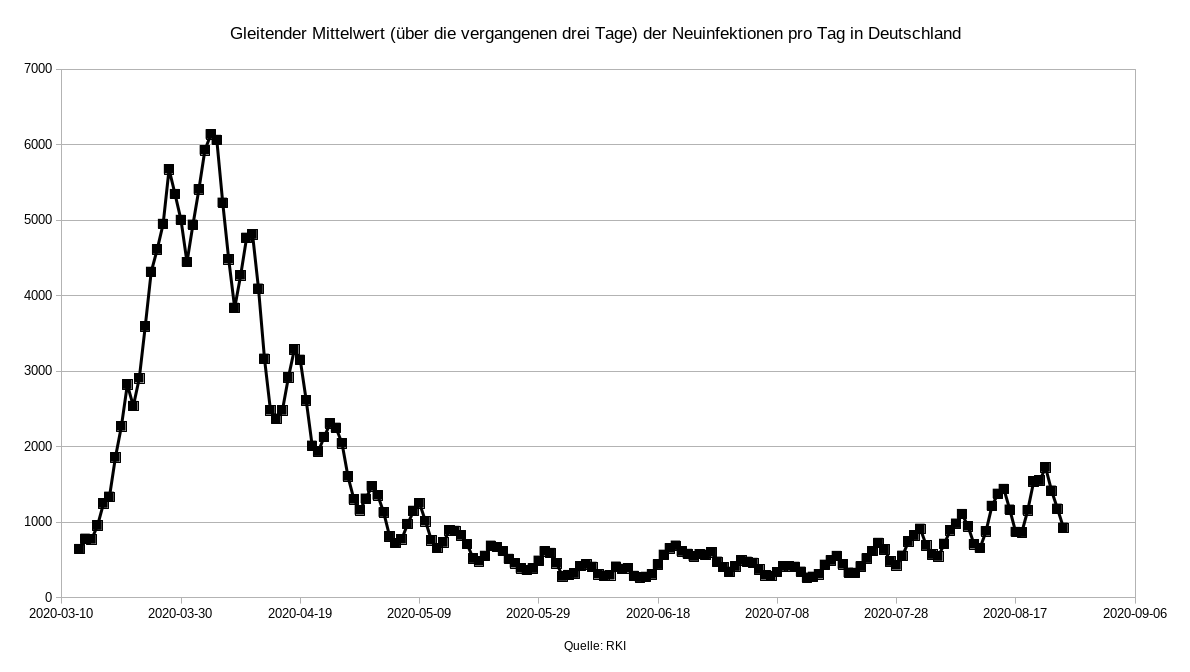 Gleitender Mittelwert (über die vergangenen drei Tage) der Neuinfektionen pro Tag in Deutschland
7000
6000
5000
4000
3000
2000
1000
0
2020-03-10 2020-03-30 2020-04-19 2020-05-09 2020-05-29 2020-06-18 2020-07-08 2020-07-28 2020-08-17 2020-09-06
Quelle: RKI